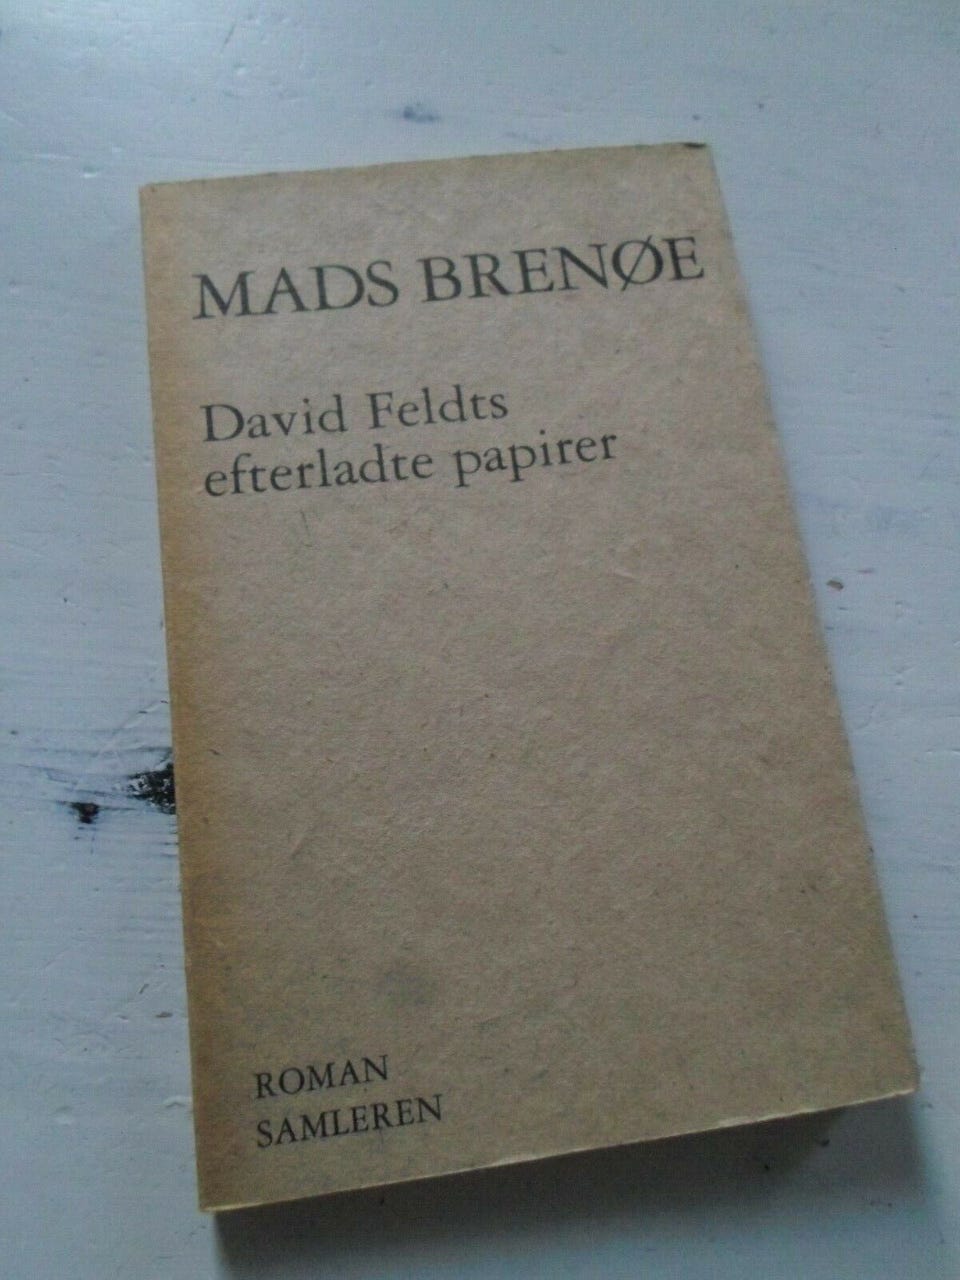 MADS BRENØE
David Feldts
efterladte papirer
ROMAN
SAMLEREN